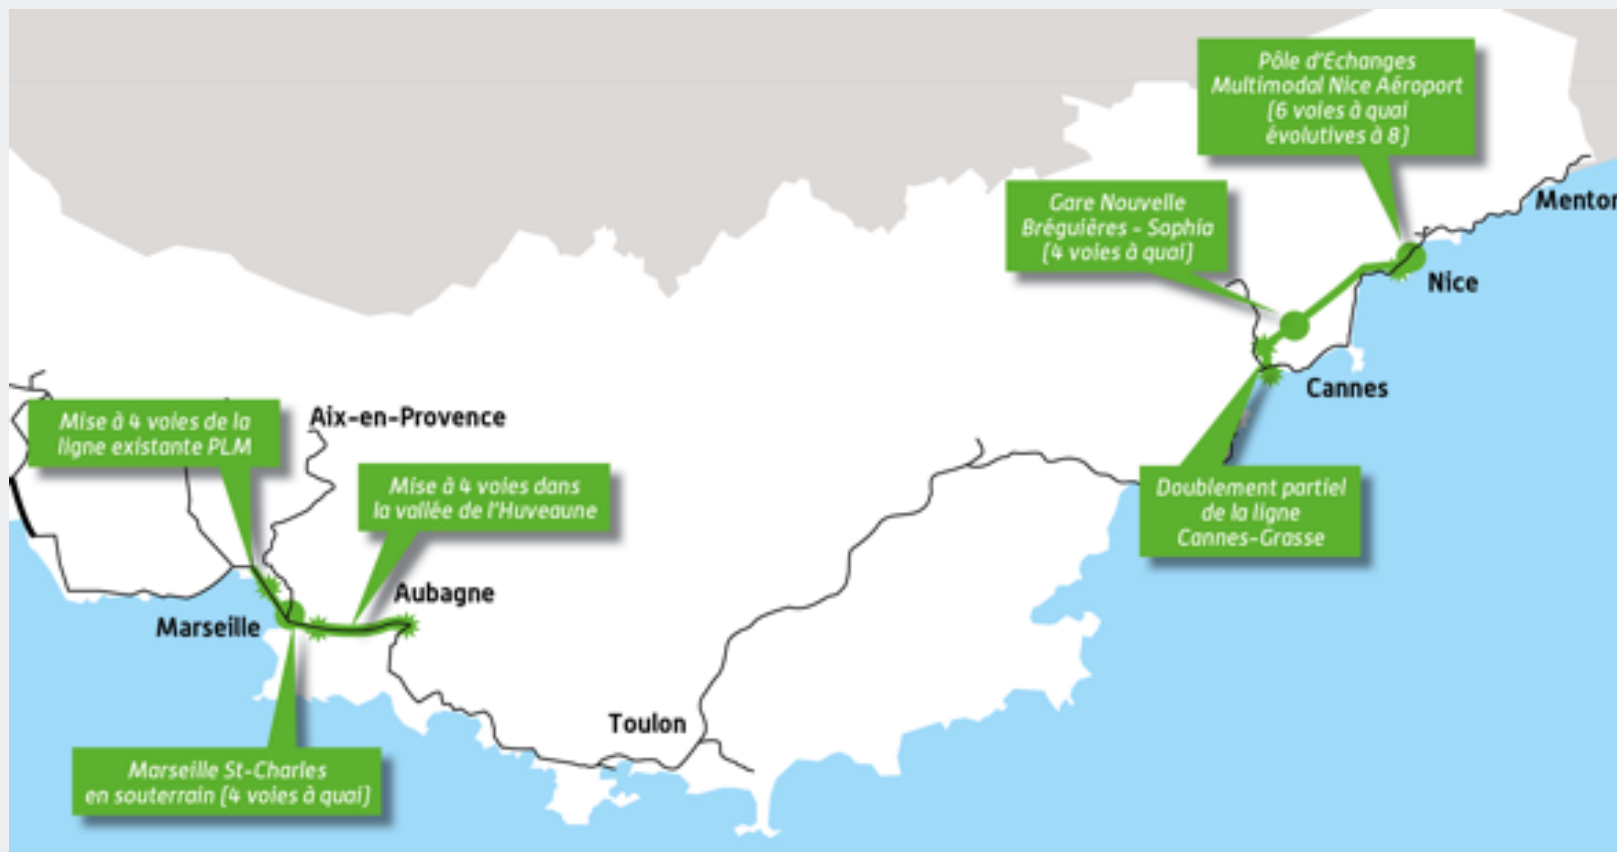 Pôle d'Echanges
Multimodal Nice Aéroport
(6 voies à quai
évolutives à 8)
Gare Nouvelle
Bréguières - Sophia
(4 voies à quai)
Menton
Nice
Cannes
Mise à 4 voies de la
ligne existante PLM
Aix-en-Provence
Mise à 4 voies dans
la vallée de l'Huveaune
Doublement partiel
de la ligne
Cannes-Grasse
Aubagne
Marseille
Toulon
Marseille St-Charles
en souterrain (4 voies à quai)